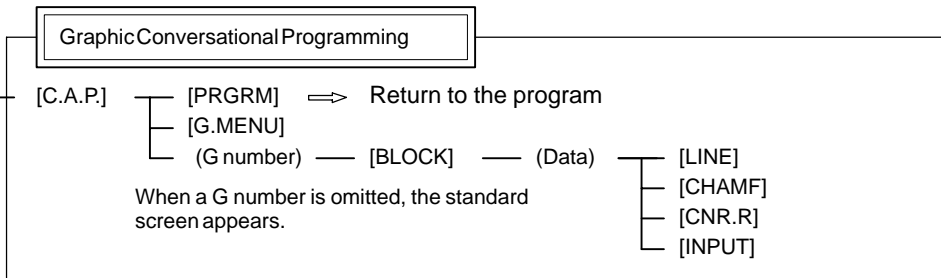 Graphic Conversational Programming
[C.A.P.] [PRGRM] Return to the program
[G.MENU]
(G number) [BLOCK] (Data) [LINE]
When a G number is omitted, the standard [CHAMF]
screen appears. [CNR.R]
[INPUT]